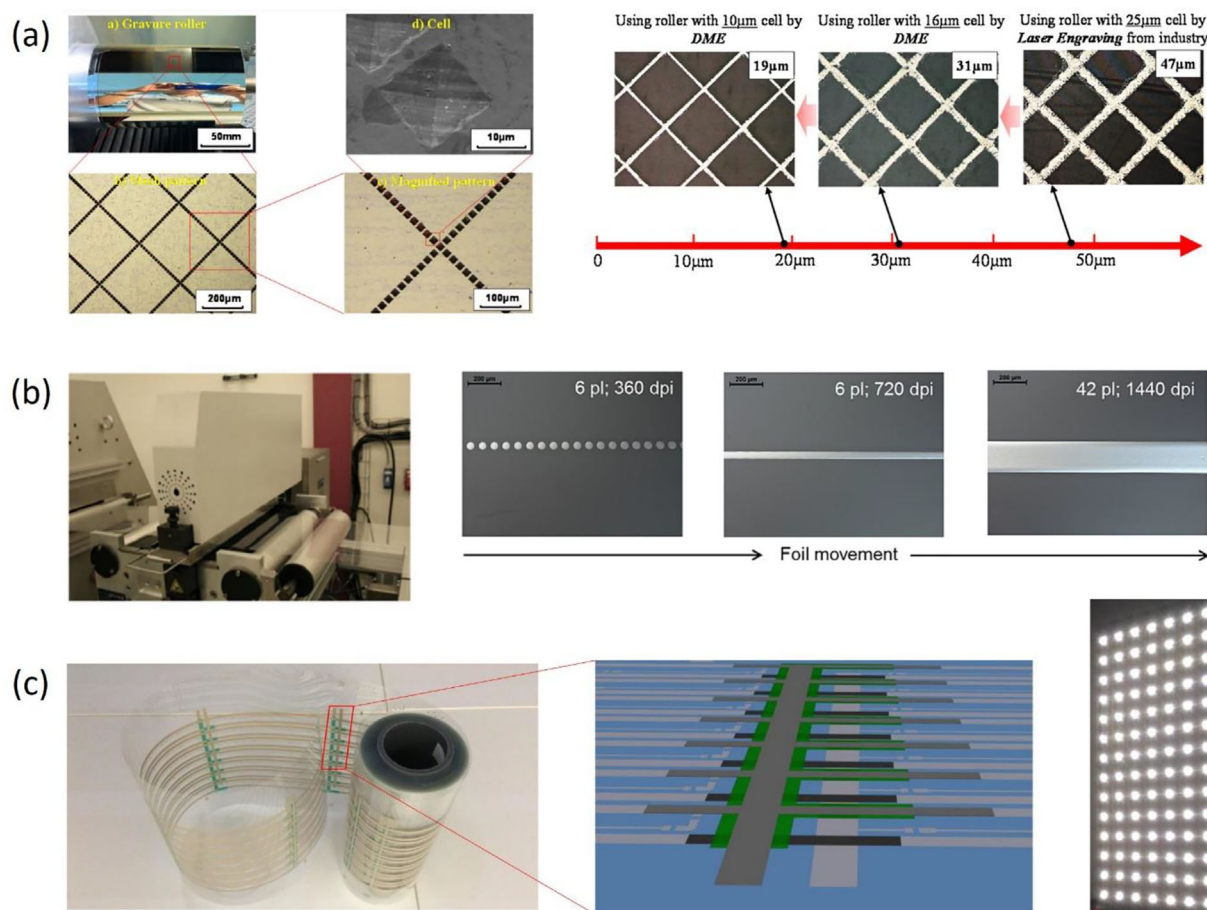 (a)
a) Gravure roller
50mm
d) Cell
10μm
b) Mesh pattern
200μm
c) Magnified pattern
100μm
Using roller with 10μm cell by
DME
19μm
Using roller with 16μm cell by
DME
31μm
Using roller with 25μm cell by
Laser Engraving from industry
47μm
0
10μm
20μm
30μm
40μm
50μm
(b)
200 μm
6 pl; 360 dpi
200 μm
6 pl; 720 dpi
200 μm
42 pl; 1440 dpi
Foil movement
(c)